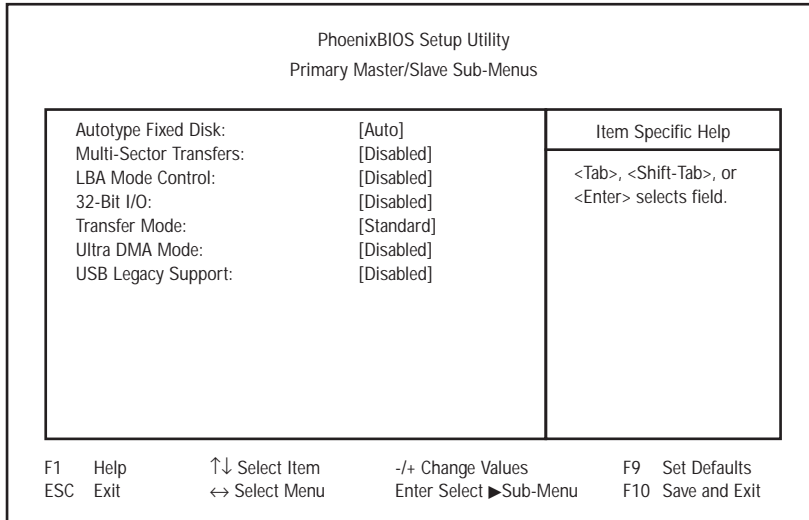 PhoenixBIOS Setup Utility
Primary Master/Slave Sub-Menus
Autotype Fixed Disk: [Auto]
Multi-Sector Transfers: [Disabled]
LBA Mode Control: [Disabled]
32-Bit I/O: [Disabled]
Transfer Mode: [Standard]
Ultra DMA Mode: [Disabled]
USB Legacy Support: [Disabled]
Item Specific Help
<Tab>, <Shift-Tab>, or
<Enter> selects field.
F1 Help ↑↓ Select Item -/+ Change Values F9 Set Defaults
ESC Exit ↔ Select Menu Enter Select ▶Sub-Menu F10 Save and Exit